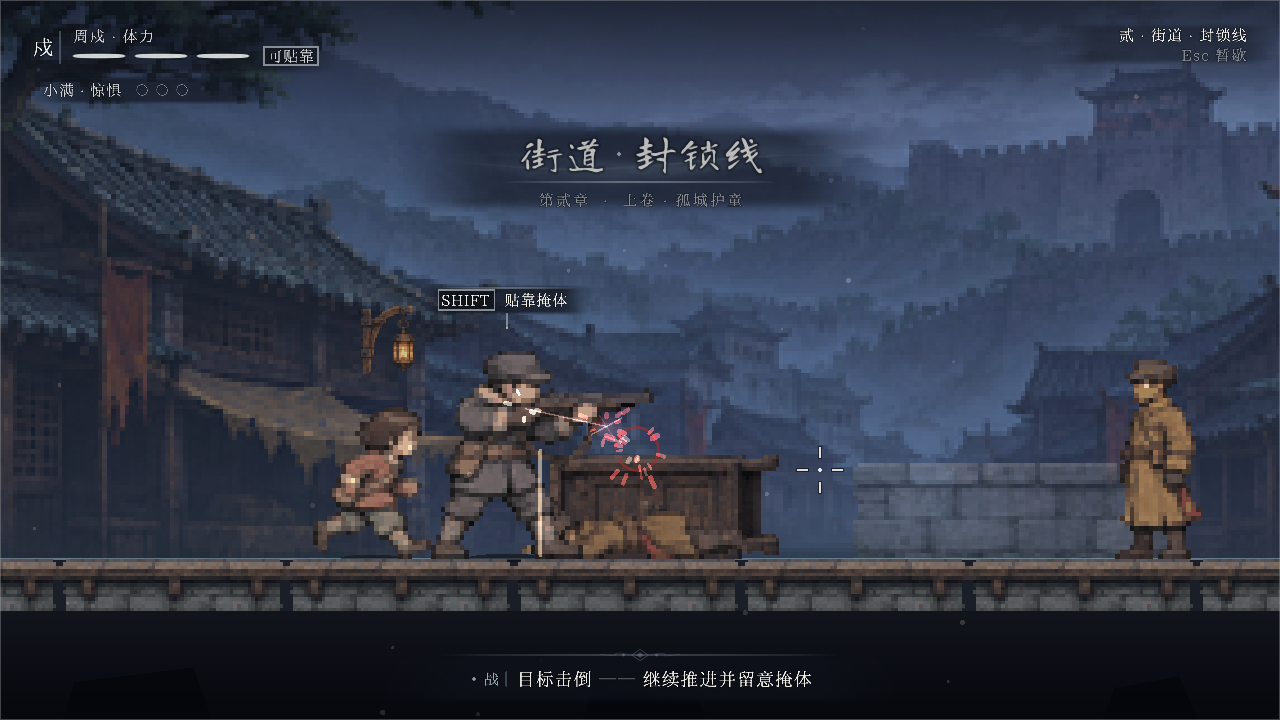 戍
周戍 · 体力
可贴靠
小满 · 惊惧
贰 · 街道 · 封锁线
Esc 暂歇
街道 · 封锁线
第贰章 · 上卷 · 孤城护童
SHIFT 贴靠掩体
· 战 | 目标击倒 —— 继续推进并留意掩体